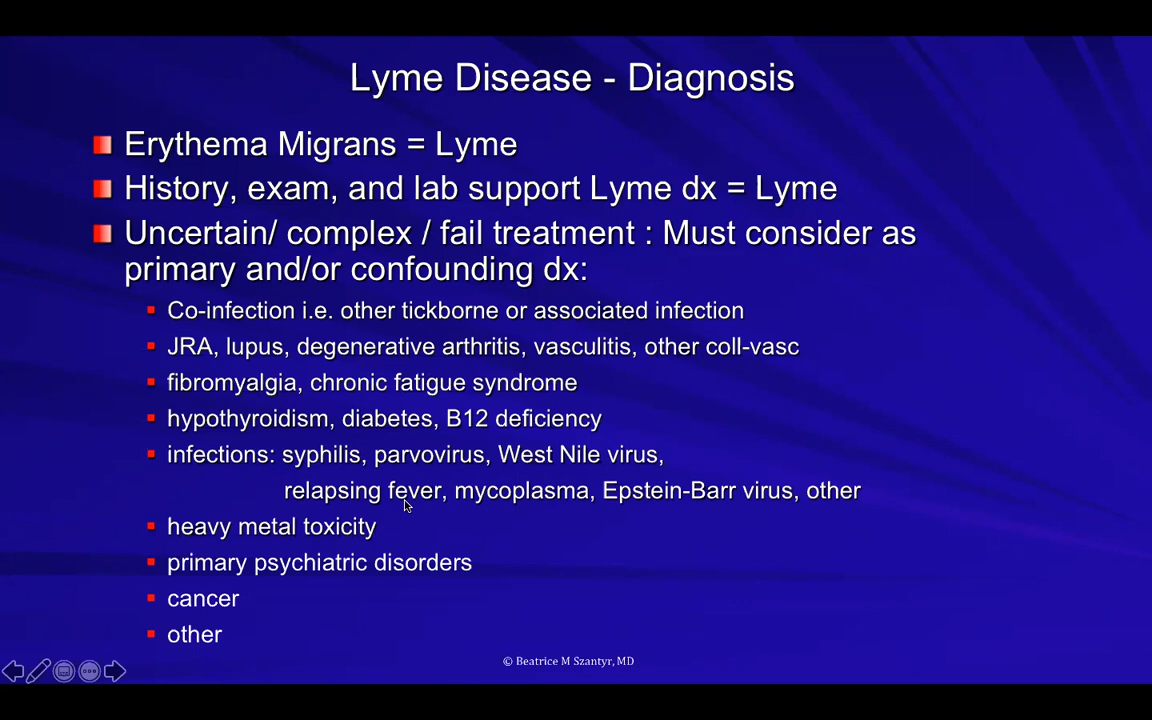 Lyme Disease - Diagnosis
Erythema Migrans = Lyme
History, exam, and lab support Lyme dx = Lyme
Uncertain/ complex / fail treatment : Must consider as
primary and/or confounding dx:
Co-infection i.e. other tickborne or associated infection
JRA, lupus, degenerative arthritis, vasculitis, other coll-vasc
fibromyalgia, chronic fatigue syndrome
hypothyroidism, diabetes, B12 deficiency
infections: syphilis, parvovirus, West Nile virus,
relapsing fever, mycoplasma, Epstein-Barr virus, other
heavy metal toxicity
primary psychiatric disorders
cancer
other
© Beatrice M Szantyr, MD